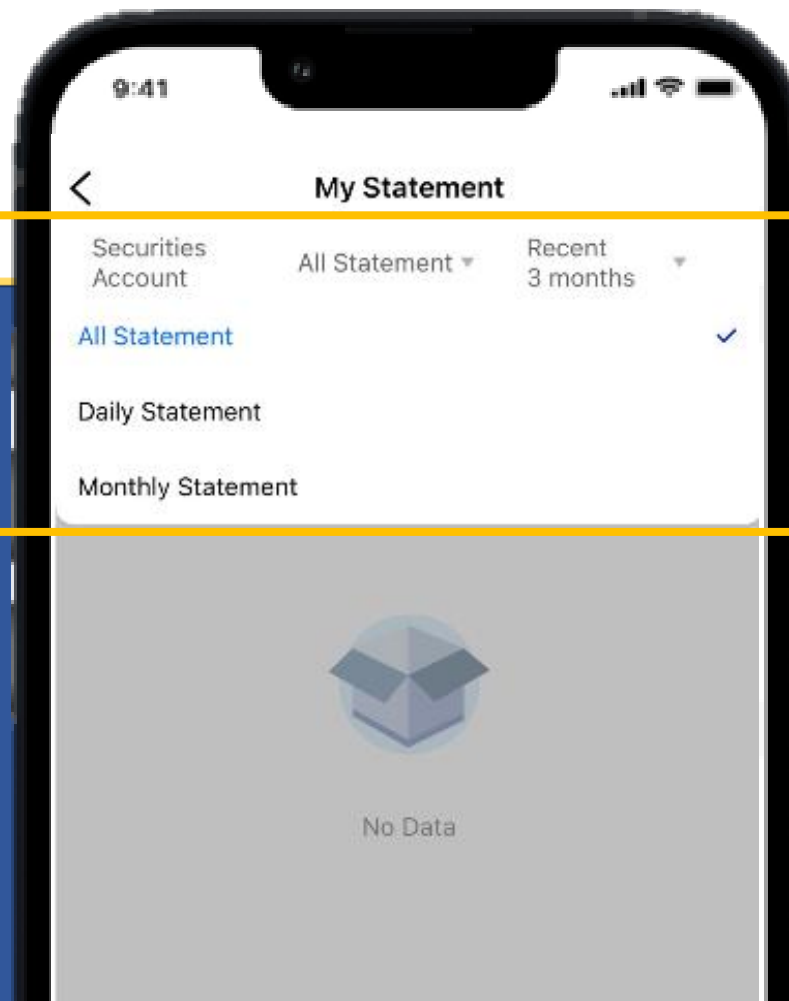 9:41
My Statement
Securities
Account
All Statement
Recent
3 months
All Statement
Daily Statement
Monthly Statement
No Data